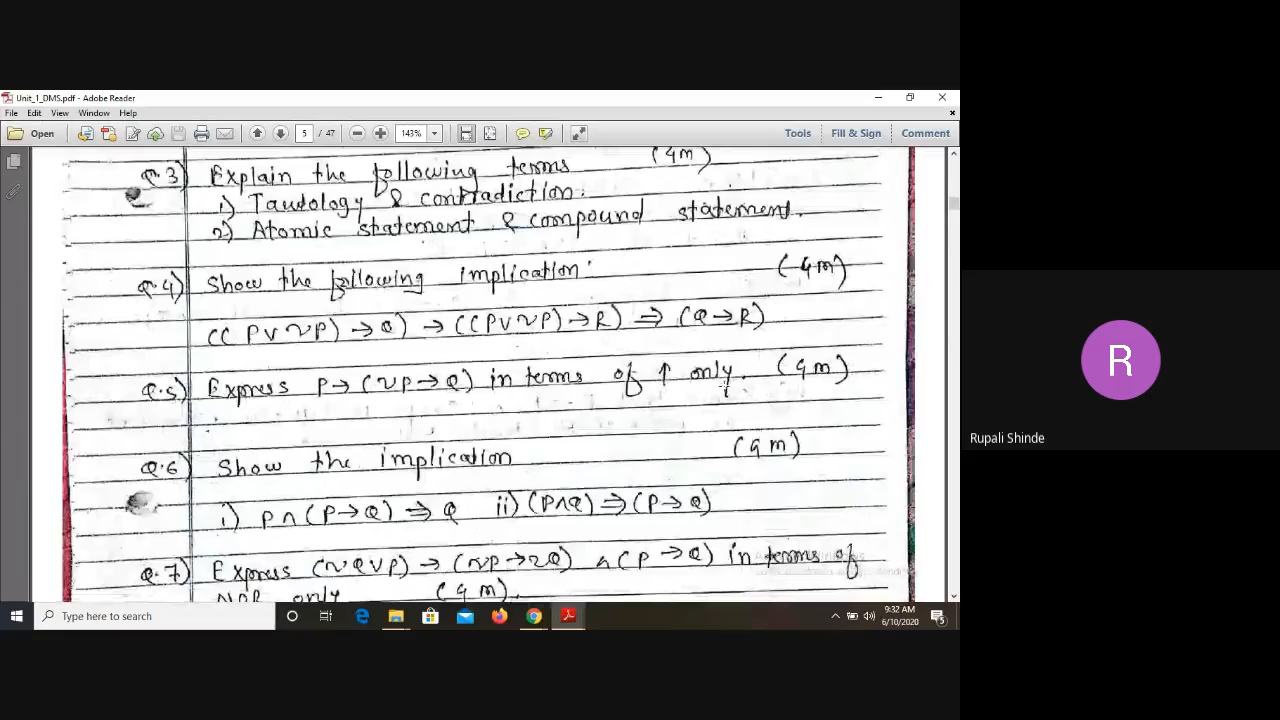 Unit_1_DMS.pdf - Adobe Reader
File Edit View Window Help
Open 5 / 47 143% Tools Fill & Sign Comment
(4m)
Q.3) Explain the following terms
1) Tautology & contradiction.
2) Atomic statement & compound statement.
Q.4) Show the following implication: (4m)
((P∨~P) → Q) → ((P∨~P) → R) ⇒ (Q → R)
Q.5) Express P → (~P → Q) in terms of ↑ only. (4m)
Q.6) Show the implication (4m)
i) P∧(P→Q) ⇒ Q ii) (P∧Q) ⇒ (P→Q)
Q.7) Express (~Q∨P) → (~P→~Q) ∧ (P→Q) in terms of
NOR only (4m).
Type here to search
9:32 AM
6/10/2020
5
R
Rupali Shinde